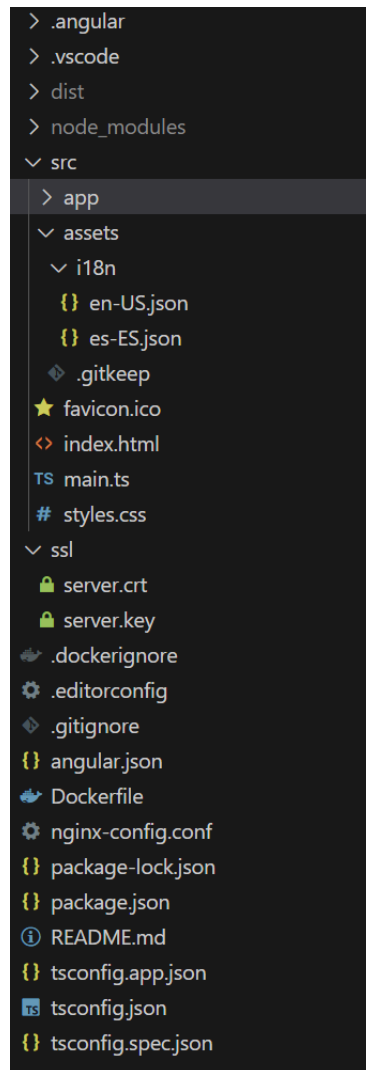 .angular
.vscode
dist
node_modules
src
app
assets
i18n
{} en-US.json
{} es-ES.json
.gitkeep
favicon.ico
<> index.html
TS main.ts
# styles.css
ssl
server.crt
server.key
.dockerignore
.editorconfig
.gitignore
{} angular.json
Dockerfile
nginx-config.conf
{} package-lock.json
{} package.json
README.md
{} tsconfig.app.json
TS tsconfig.json
{} tsconfig.spec.json